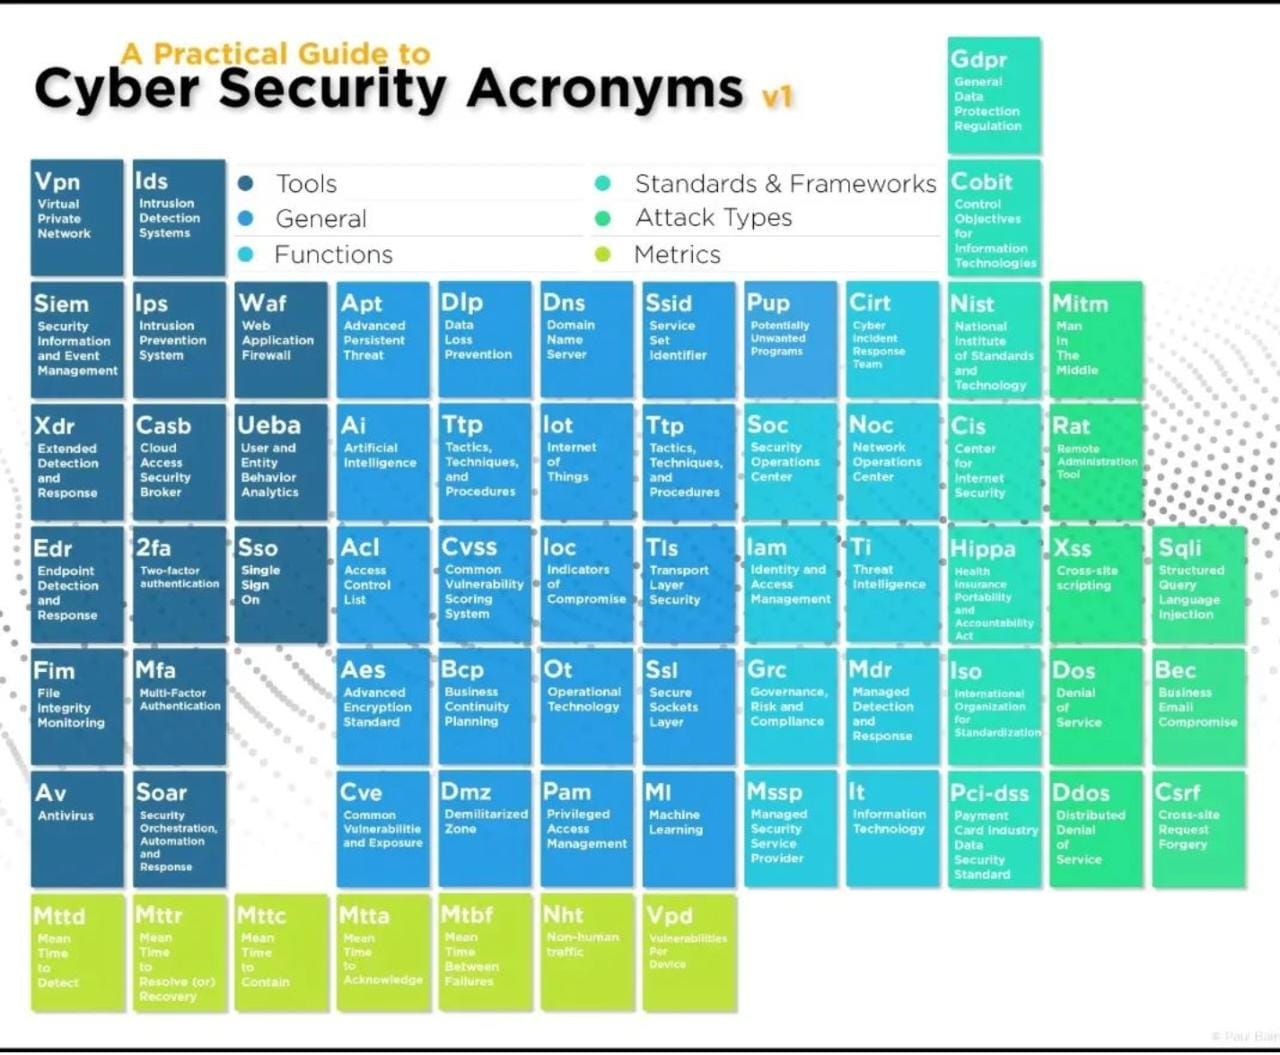 A Practical Guide to
Cyber Security Acronyms v1
Gdpr
General
Data
Protection
Regulation
Vpn
Virtual
Private
Network
Ids
Intrusion
Detection
Systems
Tools
General
Functions
Standards & Frameworks
Attack Types
Metrics
Cobit
Control
Objectives
for
Information
Technologies
Siem
Security
Information
and Event
Management
Ips
Intrusion
Prevention
System
Waf
Web
Application
Firewall
Apt
Advanced
Persistent
Threat
Dlp
Data
Loss
Prevention
Dns
Domain
Name
Server
Ssid
Service
Set
Identifier
Pup
Potentially
Unwanted
Programs
Cirt
Cyber
Incident
Response
Team
Nist
National
Institute
of Standards
and
Technology
Mitm
Man
In
The
Middle
Xdr
Extended
Detection
and
Response
Casb
Cloud
Access
Security
Broker
Ueba
User and
Entity
Behavior
Analytics
Ai
Artificial
Intelligence
Ttp
Tactics,
Techniques,
and
Procedures
Iot
Internet
of
Things
Ttp
Tactics,
Techniques,
and
Procedures
Soc
Security
Operations
Center
Noc
Network
Operations
Center
Cis
Center
for
Internet
Security
Rat
Remote
Administration
Tool
Edr
Endpoint
Detection
and
Response
2fa
Two-factor
authentication
Sso
Single
Sign
On
Acl
Access
Control
List
Cvss
Common
Vulnerability
Scoring
System
Ioc
Indicators
of
Compromise
Tls
Transport
Layer
Security
Iam
Identity and
Access
Management
Ti
Threat
Intelligence
Hippa
Health
Insurance
Portability
and
Accountability
Act
Xss
Cross-site
scripting
Sqli
Structured
Query
Language
Injection
Fim
File
Integrity
Monitoring
Mfa
Multi-Factor
Authentication
Aes
Advanced
Encryption
Standard
Bcp
Business
Continuity
Planning
Ot
Operational
Technology
Ssl
Secure
Sockets
Layer
Grc
Governance,
Risk and
Compliance
Mdr
Managed
Detection
and
Response
Iso
International
Organization
for
Standardization
Dos
Denial
of
Service
Bec
Business
Email
Compromise
Av
Antivirus
Soar
Security
Orchestration,
Automation
and
Response
Cve
Common
Vulnerabilitie
and Exposure
Dmz
Demilitarized
Zone
Pam
Privileged
Access
Management
Ml
Machine
Learning
Mssp
Managed
Security
Service
Provider
It
Information
Technology
Pci-dss
Payment
Card Industry
Data
Security
Standard
Ddos
Distributed
Denial
of
Service
Csrf
Cross-site
Request
Forgery
Mttd
Mean
Time
to
Detect
Mttr
Mean
Time
to
Resolve (or)
Recovery
Mttc
Mean
Time
to
Contain
Mtta
Mean
Time
to
Acknowledge
Mtbf
Mean
Time
Between
Failures
Nht
Non-human
traffic
Vpd
Vulnerabilities
Per
Device
© Paul